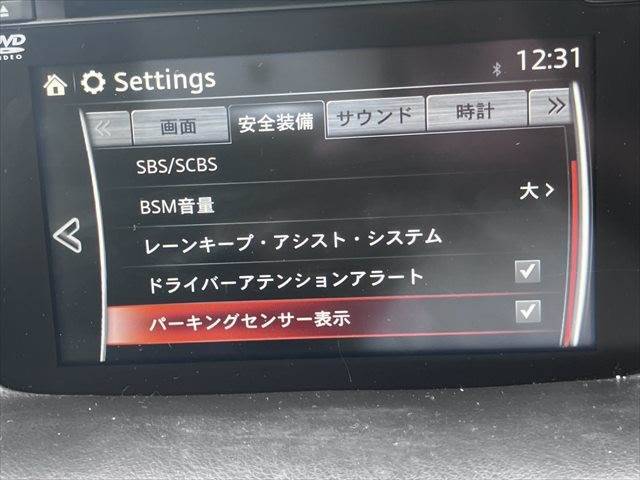 DVD
VIDEO
Settings
12:31
画面
安全装備
サウンド
時計
SBS/SCBS
BSM音量
大
レーンキープ・アシスト・システム
ドライバーアテンションアラート
パーキングセンサー表示